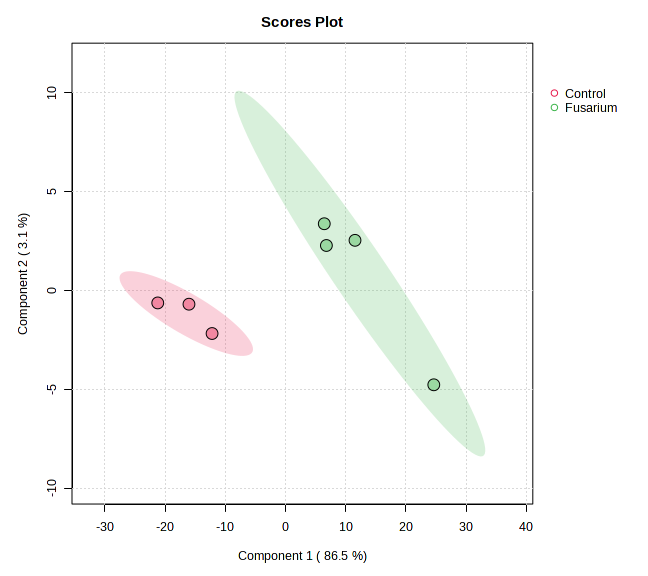 Scores Plot
Control
Fusarium
10
5
0
-5
-10
Component 2 ( 3.1 %)
-30
-20
-10
0
10
20
30
40
Component 1 ( 86.5 %)